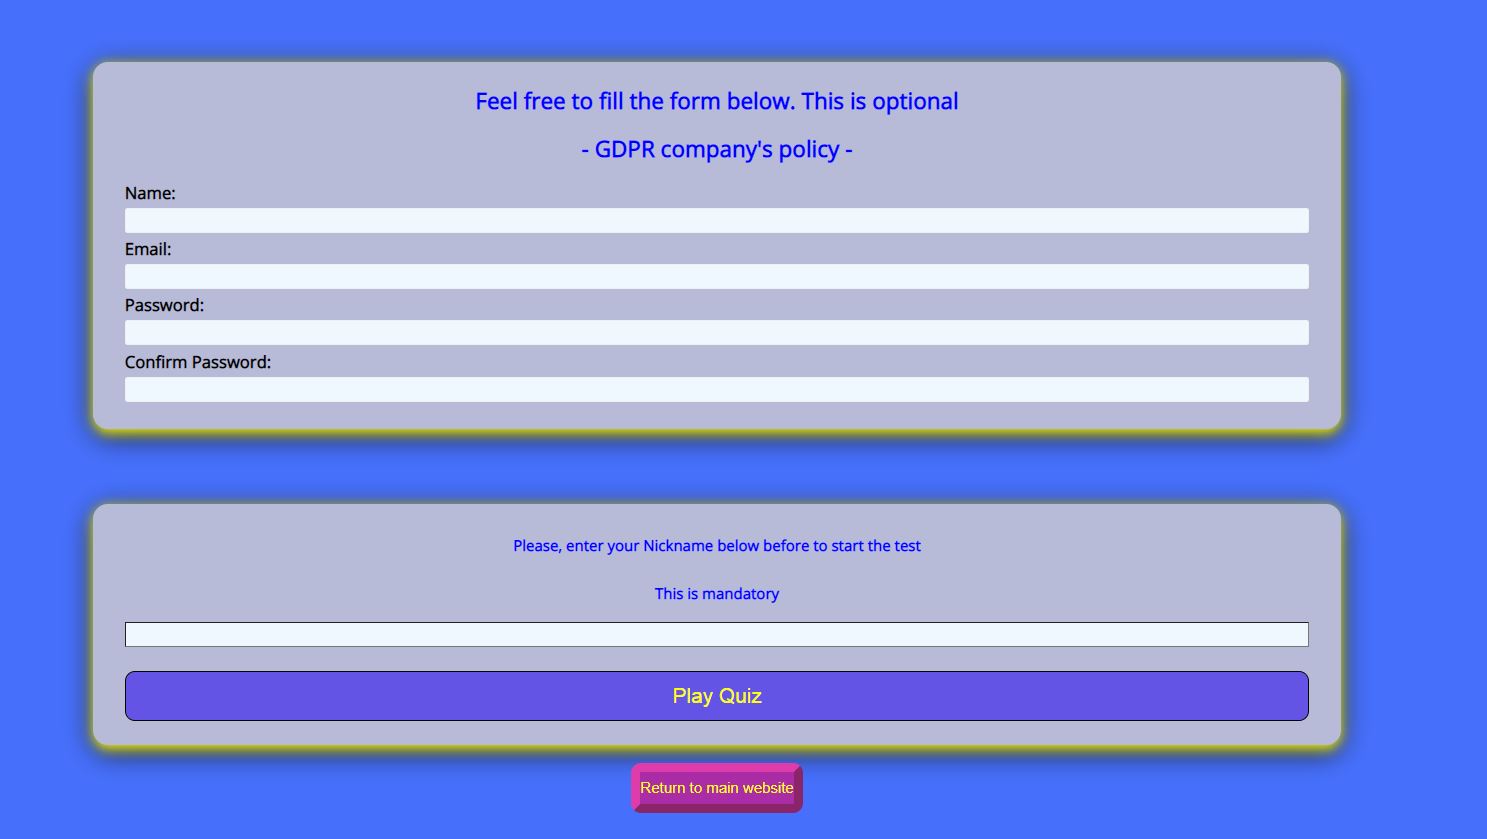 Feel free to fill the form below. This is optional
- GDPR company's policy -
Name:
Email:
Password:
Confirm Password:
Please, enter your Nickname below before to start the test
This is mandatory
Play Quiz
Return to main website